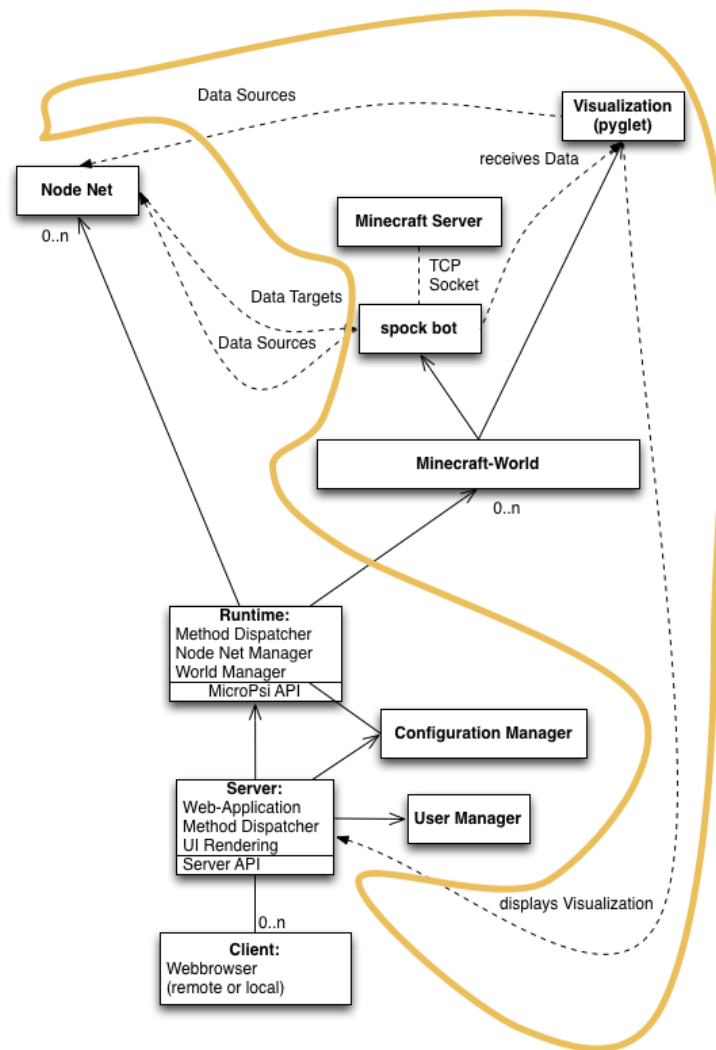 Data Sources
Visualization
(pyglet)
receives Data
Node Net
0..n
Minecraft Server
TCP
Socket
Data Targets
spock bot
Data Sources
Minecraft-World
0..n
Runtime:
Method Dispatcher
Node Net Manager
World Manager
MicroPsi API
Configuration Manager
Server:
Web-Application
Method Dispatcher
UI Rendering
Server API
User Manager
displays Visualization
0..n
Client:
Webbrowser
(remote or local)